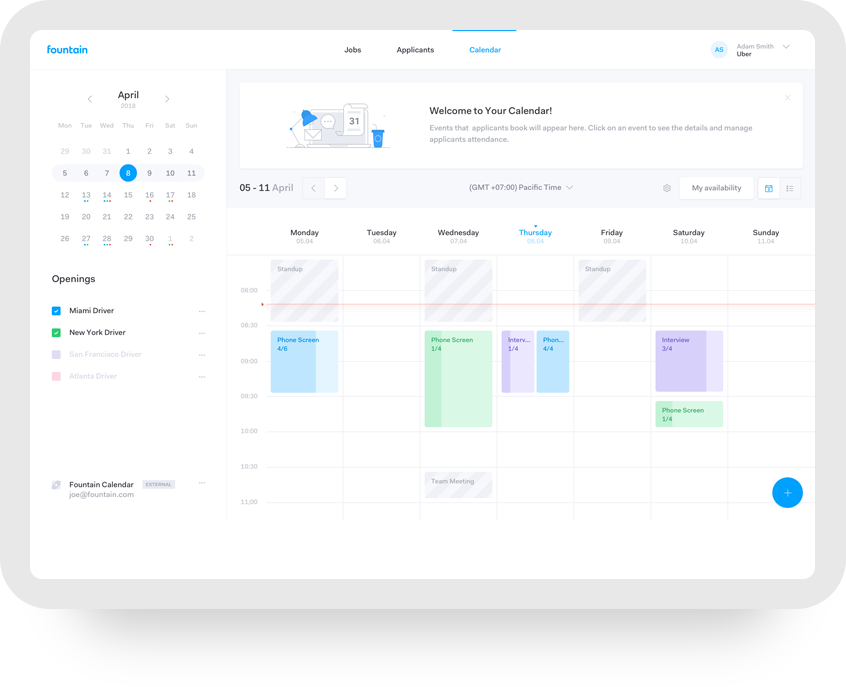 fountain
Jobs
Applicants
Calendar
AS
Adam Smith
Uber
April
2018
Mon Tue Wed Thu Fri Sat Sun
29 30 31 1 2 3 4
5 6 7 8 9 10 11
12 13 14 15 16 17 18
19 20 21 22 23 24 25
26 27 28 29 30 1 2
Openings
Miami Driver
New York Driver
San Francisco Driver
Atlanta Driver
Fountain Calendar EXTERNAL
joe@fountain.com
31
Welcome to Your Calendar!
Events that applicants book will appear here. Click on an event to see the details and manage
applicants attendance.
05 - 11 April
(GMT +07:00) Pacific Time
My availability
Monday Tuesday Wednesday Thursday Friday Saturday Sunday
05.04 06.04 07.04 08.04 09.04 10.04 11.04
Standup Standup Standup
08:00
08:30
Phone Screen Phone Screen Interv... Phon... Interview
4/6 1/4 1/4 4/4 3/4
09:00
09:30
Phone Screen
1/4
10:00
10:30
Team Meeting
11;00